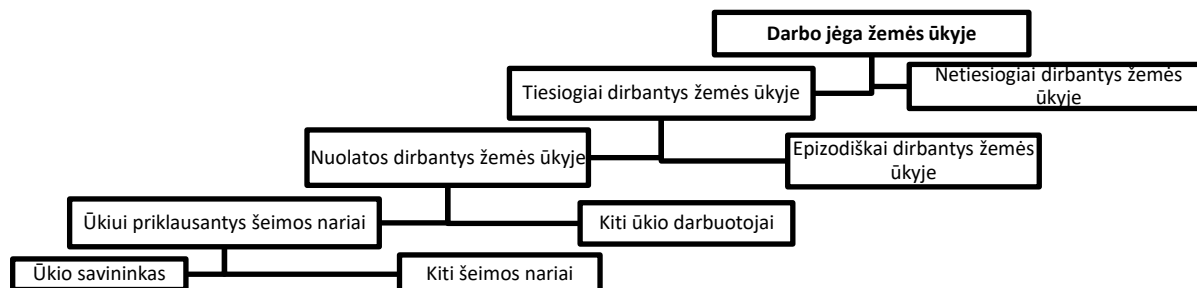 Darbo jėga žemės ūkyje
Netiesiogiai dirbantys žemės
ūkyje
Tiesiogiai dirbantys žemės ūkyje
Epizodiškai dirbantys žemės
ūkyje
Nuolatos dirbantys žemės ūkyje
Ūkiui priklausantys šeimos nariai
Kiti ūkio darbuotojai
Ūkio savininkas
Kiti šeimos nariai